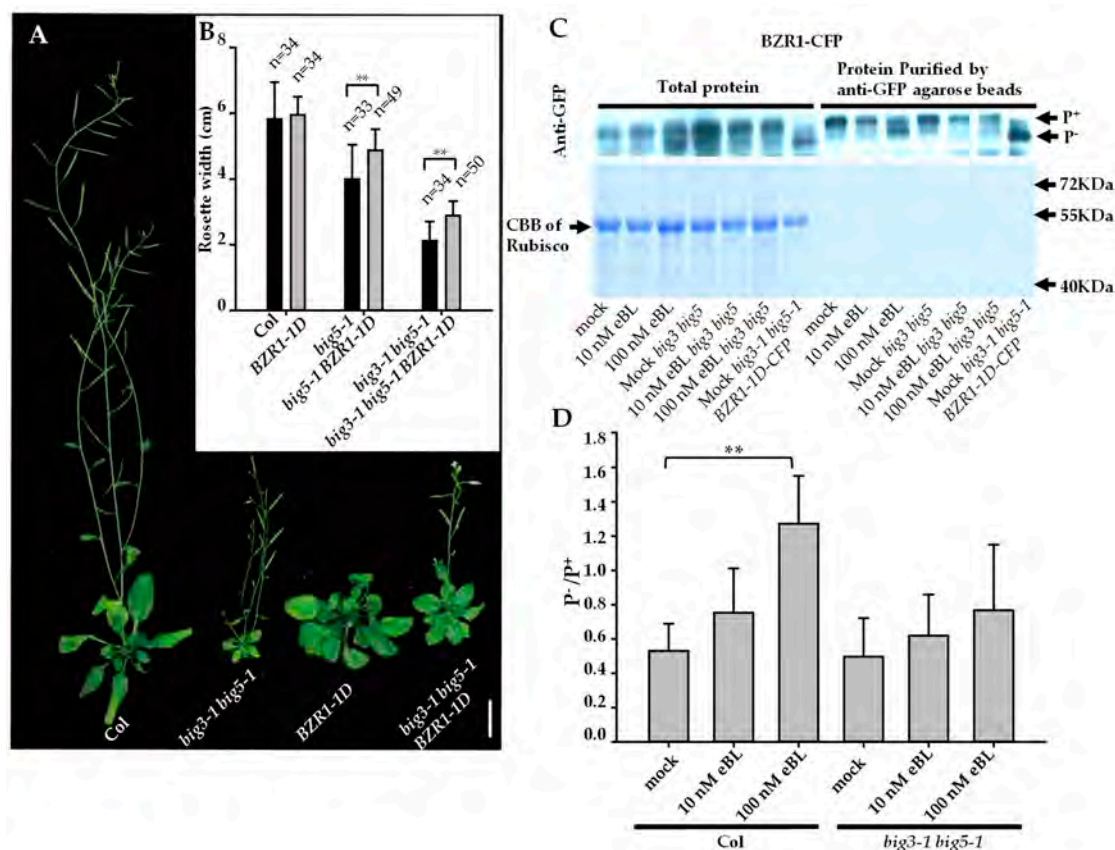 A
Col
big3-1 big5-1
BZR1-1D
big3-1 big5-1
BZR1-1D
B
Rosette width (cm)
6
4
2
0
n=34
n=34
n=33
n=49
n=34
n=50
**
**
Col
BZR1-1D
big5-1
big5-1 BZR1-1D
big3-1 big5-1
big3-1 big5-1 BZR1-1D
C
BZR1-CFP
Total protein
Protein Purified by
anti-GFP agarose beads
Anti-GFP
P+
P-
72KDa
55KDa
40KDa
CBB of
Rubisco
mock
10 nM eBL
100 nM eBL
Mock big3 big5
10 nM eBL big3 big5
100 nM eBL big3 big5
Mock big3-1 big5-1
BZR1-1D-CFP
mock
10 nM eBL
100 nM eBL
Mock big3 big5
10 nM eBL big3 big5
100 nM eBL big3 big5
Mock big3-1 big5-1
BZR1-1D-CFP
D
P-/P+
1.8
1.6
1.4
1.2
1.0
0.8
0.6
0.4
0.2
0.0
**
mock
10 nM eBL
100 nM eBL
mock
10 nM eBL
100 nM eBL
Col
big3-1 big5-1